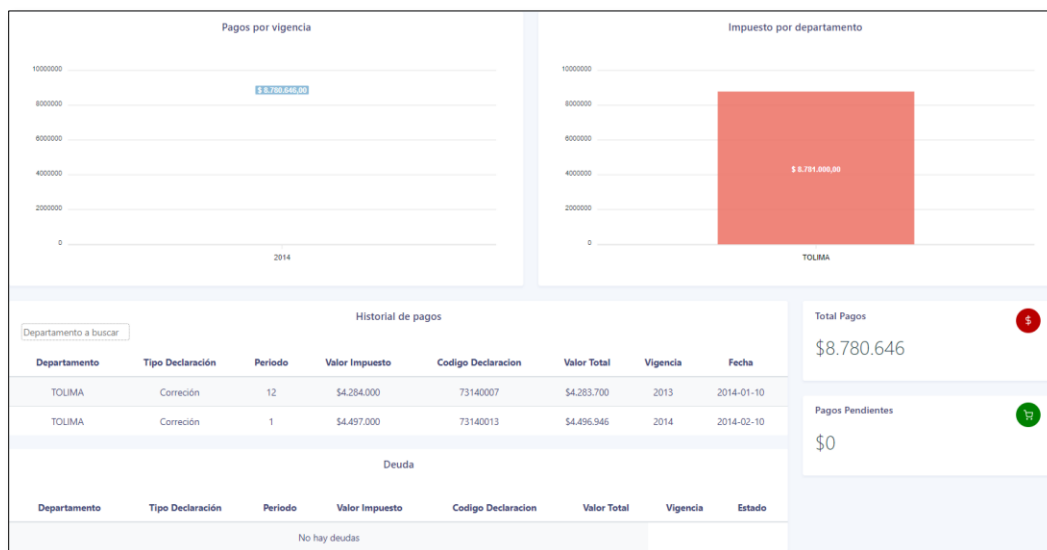 Pagos por vigencia
10000000
8000000
6000000
4000000
2000000
0
$ 8.780.646,00
2014
Impuesto por departamento
10000000
8000000
6000000
4000000
2000000
0
$ 8.781.000,00
TOLIMA
Historial de pagos
Departamento a buscar
Departamento Tipo Declaración Periodo Valor Impuesto Codigo Declaracion Valor Total Vigencia Fecha
TOLIMA Correción 12 $4.284.000 73140007 $4.283.700 2013 2014-01-10
TOLIMA Correción 1 $4.497.000 73140013 $4.496.946 2014 2014-02-10
Total Pagos
$
$8.780.646
Pagos Pendientes
$0
Deuda
Departamento Tipo Declaración Periodo Valor Impuesto Codigo Declaracion Valor Total Vigencia Estado
No hay deudas